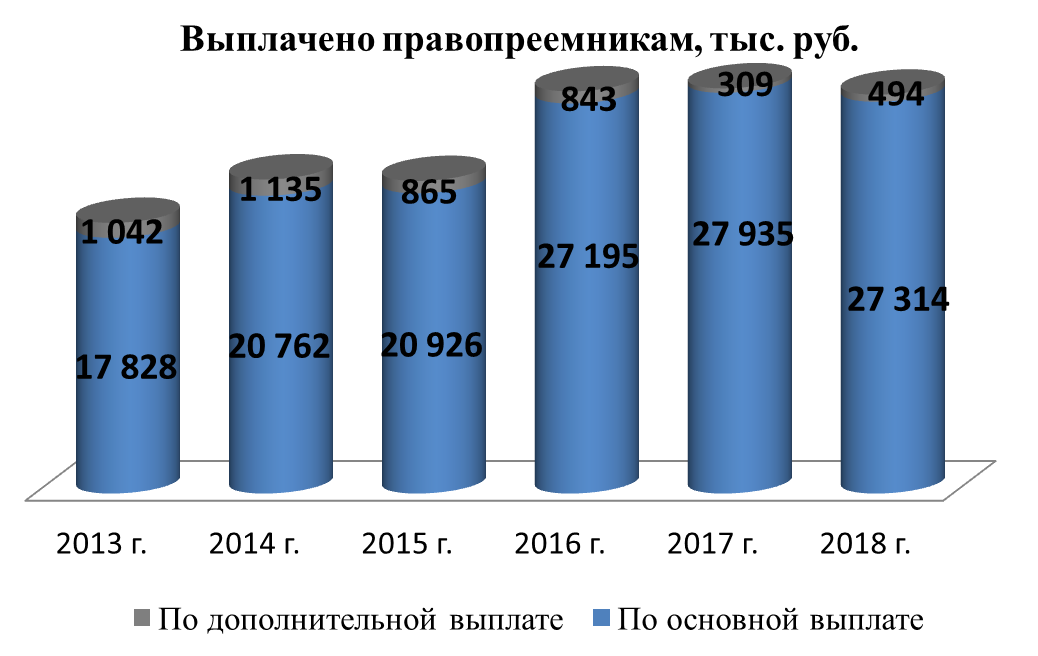 Выплачено правопреемникам, тыс. руб.
1 042
1 135
865
843
309
494
17 828
20 762
20 926
27 195
27 935
27 314
2013 г.
2014 г.
2015 г.
2016 г.
2017 г.
2018 г.
По дополнительной выплате
По основной выплате